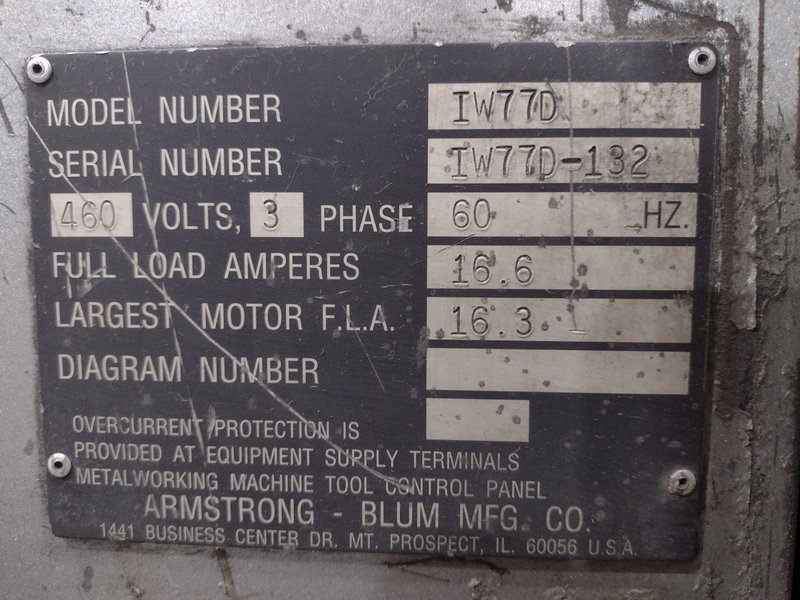 MODEL NUMBER IW77D
SERIAL NUMBER IW77D-132
460 VOLTS, 3 PHASE 60 HZ.
FULL LOAD AMPERES 16.6
LARGEST MOTOR F.L.A. 16.3
DIAGRAM NUMBER
OVERCURRENT PROTECTION IS
PROVIDED AT EQUIPMENT SUPPLY TERMINALS
METALWORKING MACHINE TOOL CONTROL PANEL
ARMSTRONG - BLUM MFG. CO.
1441 BUSINESS CENTER DR. MT. PROSPECT, IL. 60056 U.S.A.